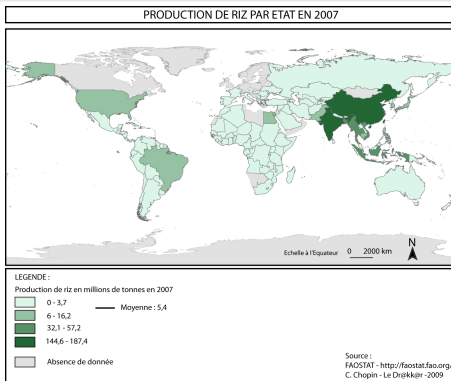 PRODUCTION DE RIZ PAR ETAT EN 2007
Echelle à l'Equateur 0 2000 km
N
LEGENDE :
Production de riz en millions de tonnes en 2007
0 - 3,7
Moyenne : 5,4
6 - 16,2
32,1 - 57,2
144,6 - 187,4
Absence de donnée
Source :
FAOSTAT - http://faostat.fao.org/
C. Chopin - Le Dr@kk@r -2009